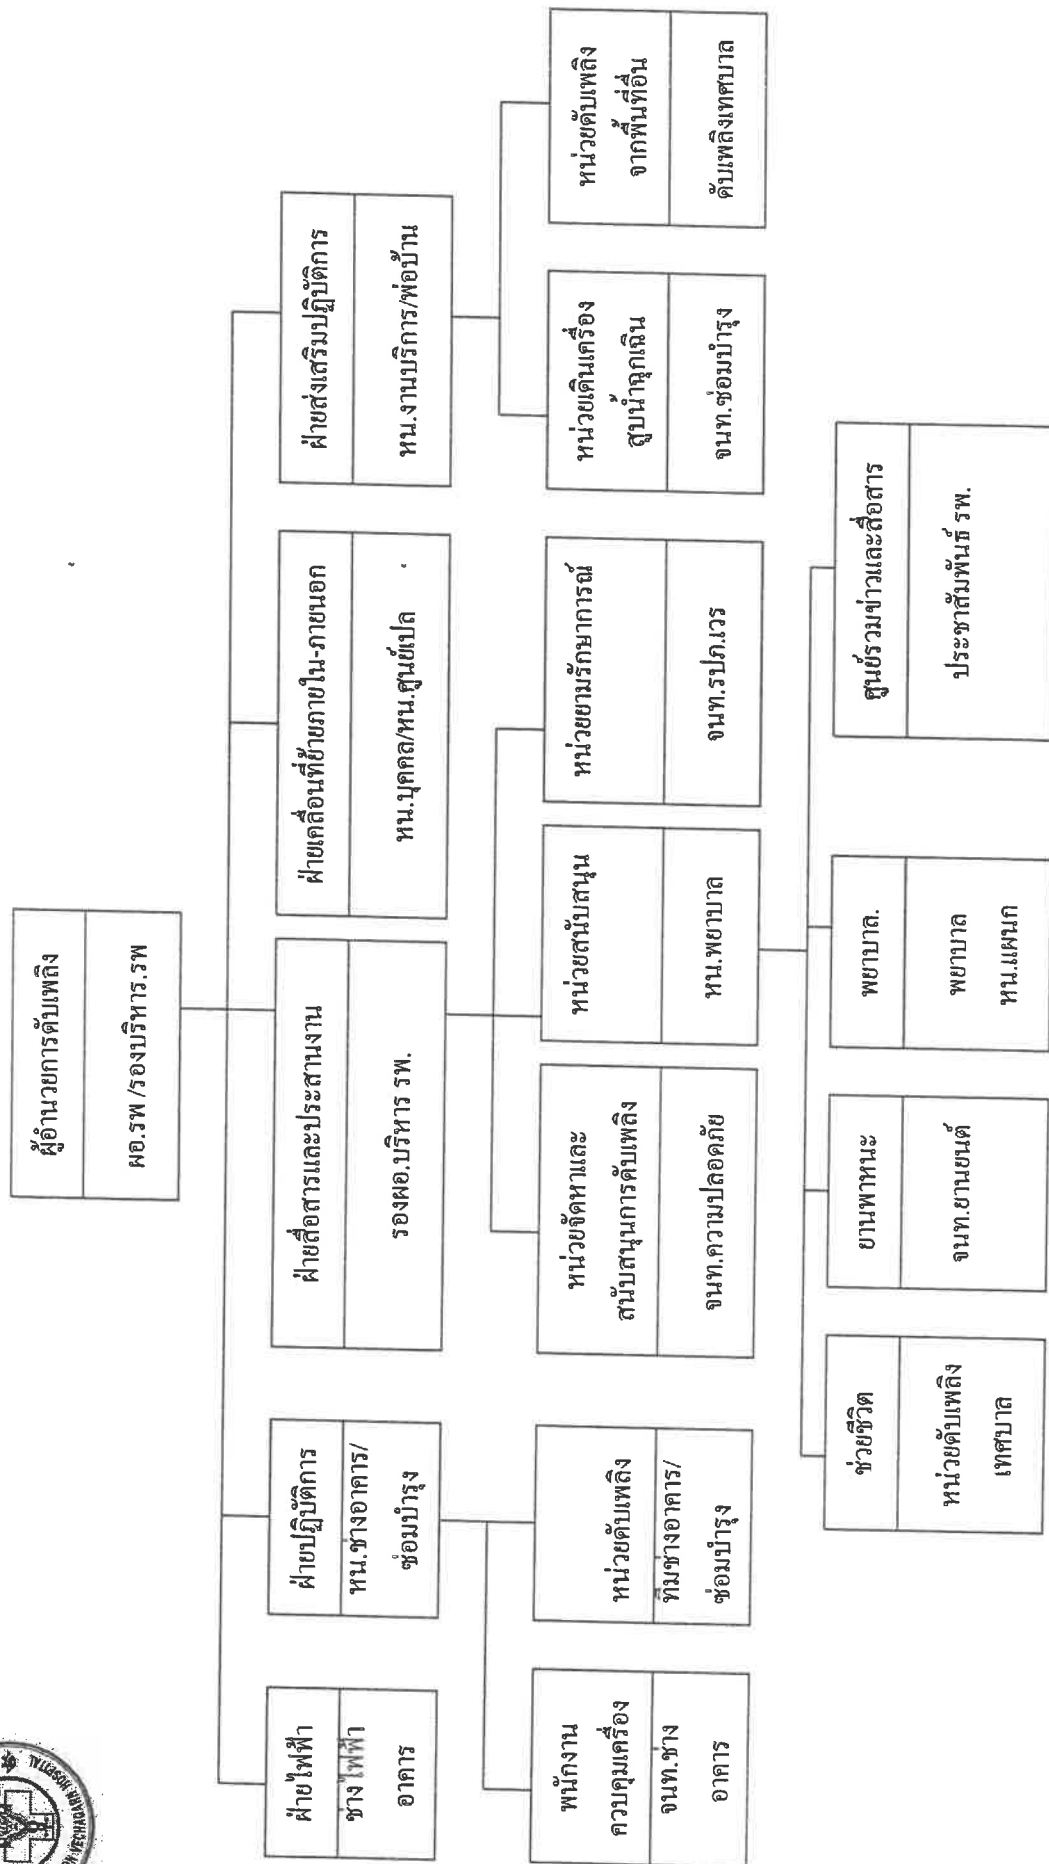 ผู้อำนวยการดับเพลิง
ผอ.รพ /รองบริหาร.รพ
ฝ่ายไฟฟ้า
ช่างไฟฟ้า
อาคาร
ฝ่ายปฏิบัติการ
หน.ช่างอาคาร/
ซ่อมบำรุง
ฝ่ายสื่อสารและประสานงาน
รองผอ.บริหาร รพ.
ฝ่ายเคลื่อนที่ย้ายภายใน-ภายนอก
หน.บุคคล/หน.ศูนย์เปล
ฝ่ายส่งเสริมปฏิบัติการ
หน.งานบริการ/พ่อบ้าน
พนักงาน
ควบคุมเครื่อง
จนท.ช่าง
อาคาร
หน่วยดับเพลิง
ทีมช่างอาคาร/
ซ่อมบำรุง
หน่วยจัดหาและ
สนับสนุนการดับเพลิง
จนท.ความปลอดภัย
หน่วยสนับสนุน
หน.พยาบาล
หน่วยยามรักษาการณ์
จนท.รปภ.เวร
หน่วยเดินเครื่อง
สูบน้ำฉุกเฉิน
จนท.ซ่อมบำรุง
หน่วยดับเพลิง
จากพื้นที่อื่น
ดับเพลิงเทศบาล
ช่วยชีวิต
หน่วยดับเพลิง
เทศบาล
ยานพาหนะ
จนท.ยานยนต์
พยาบาล.
พยาบาล
หน.แผนก
ศูนย์รวมข่าวและสื่อสาร
ประชาสัมพันธ์ รพ.